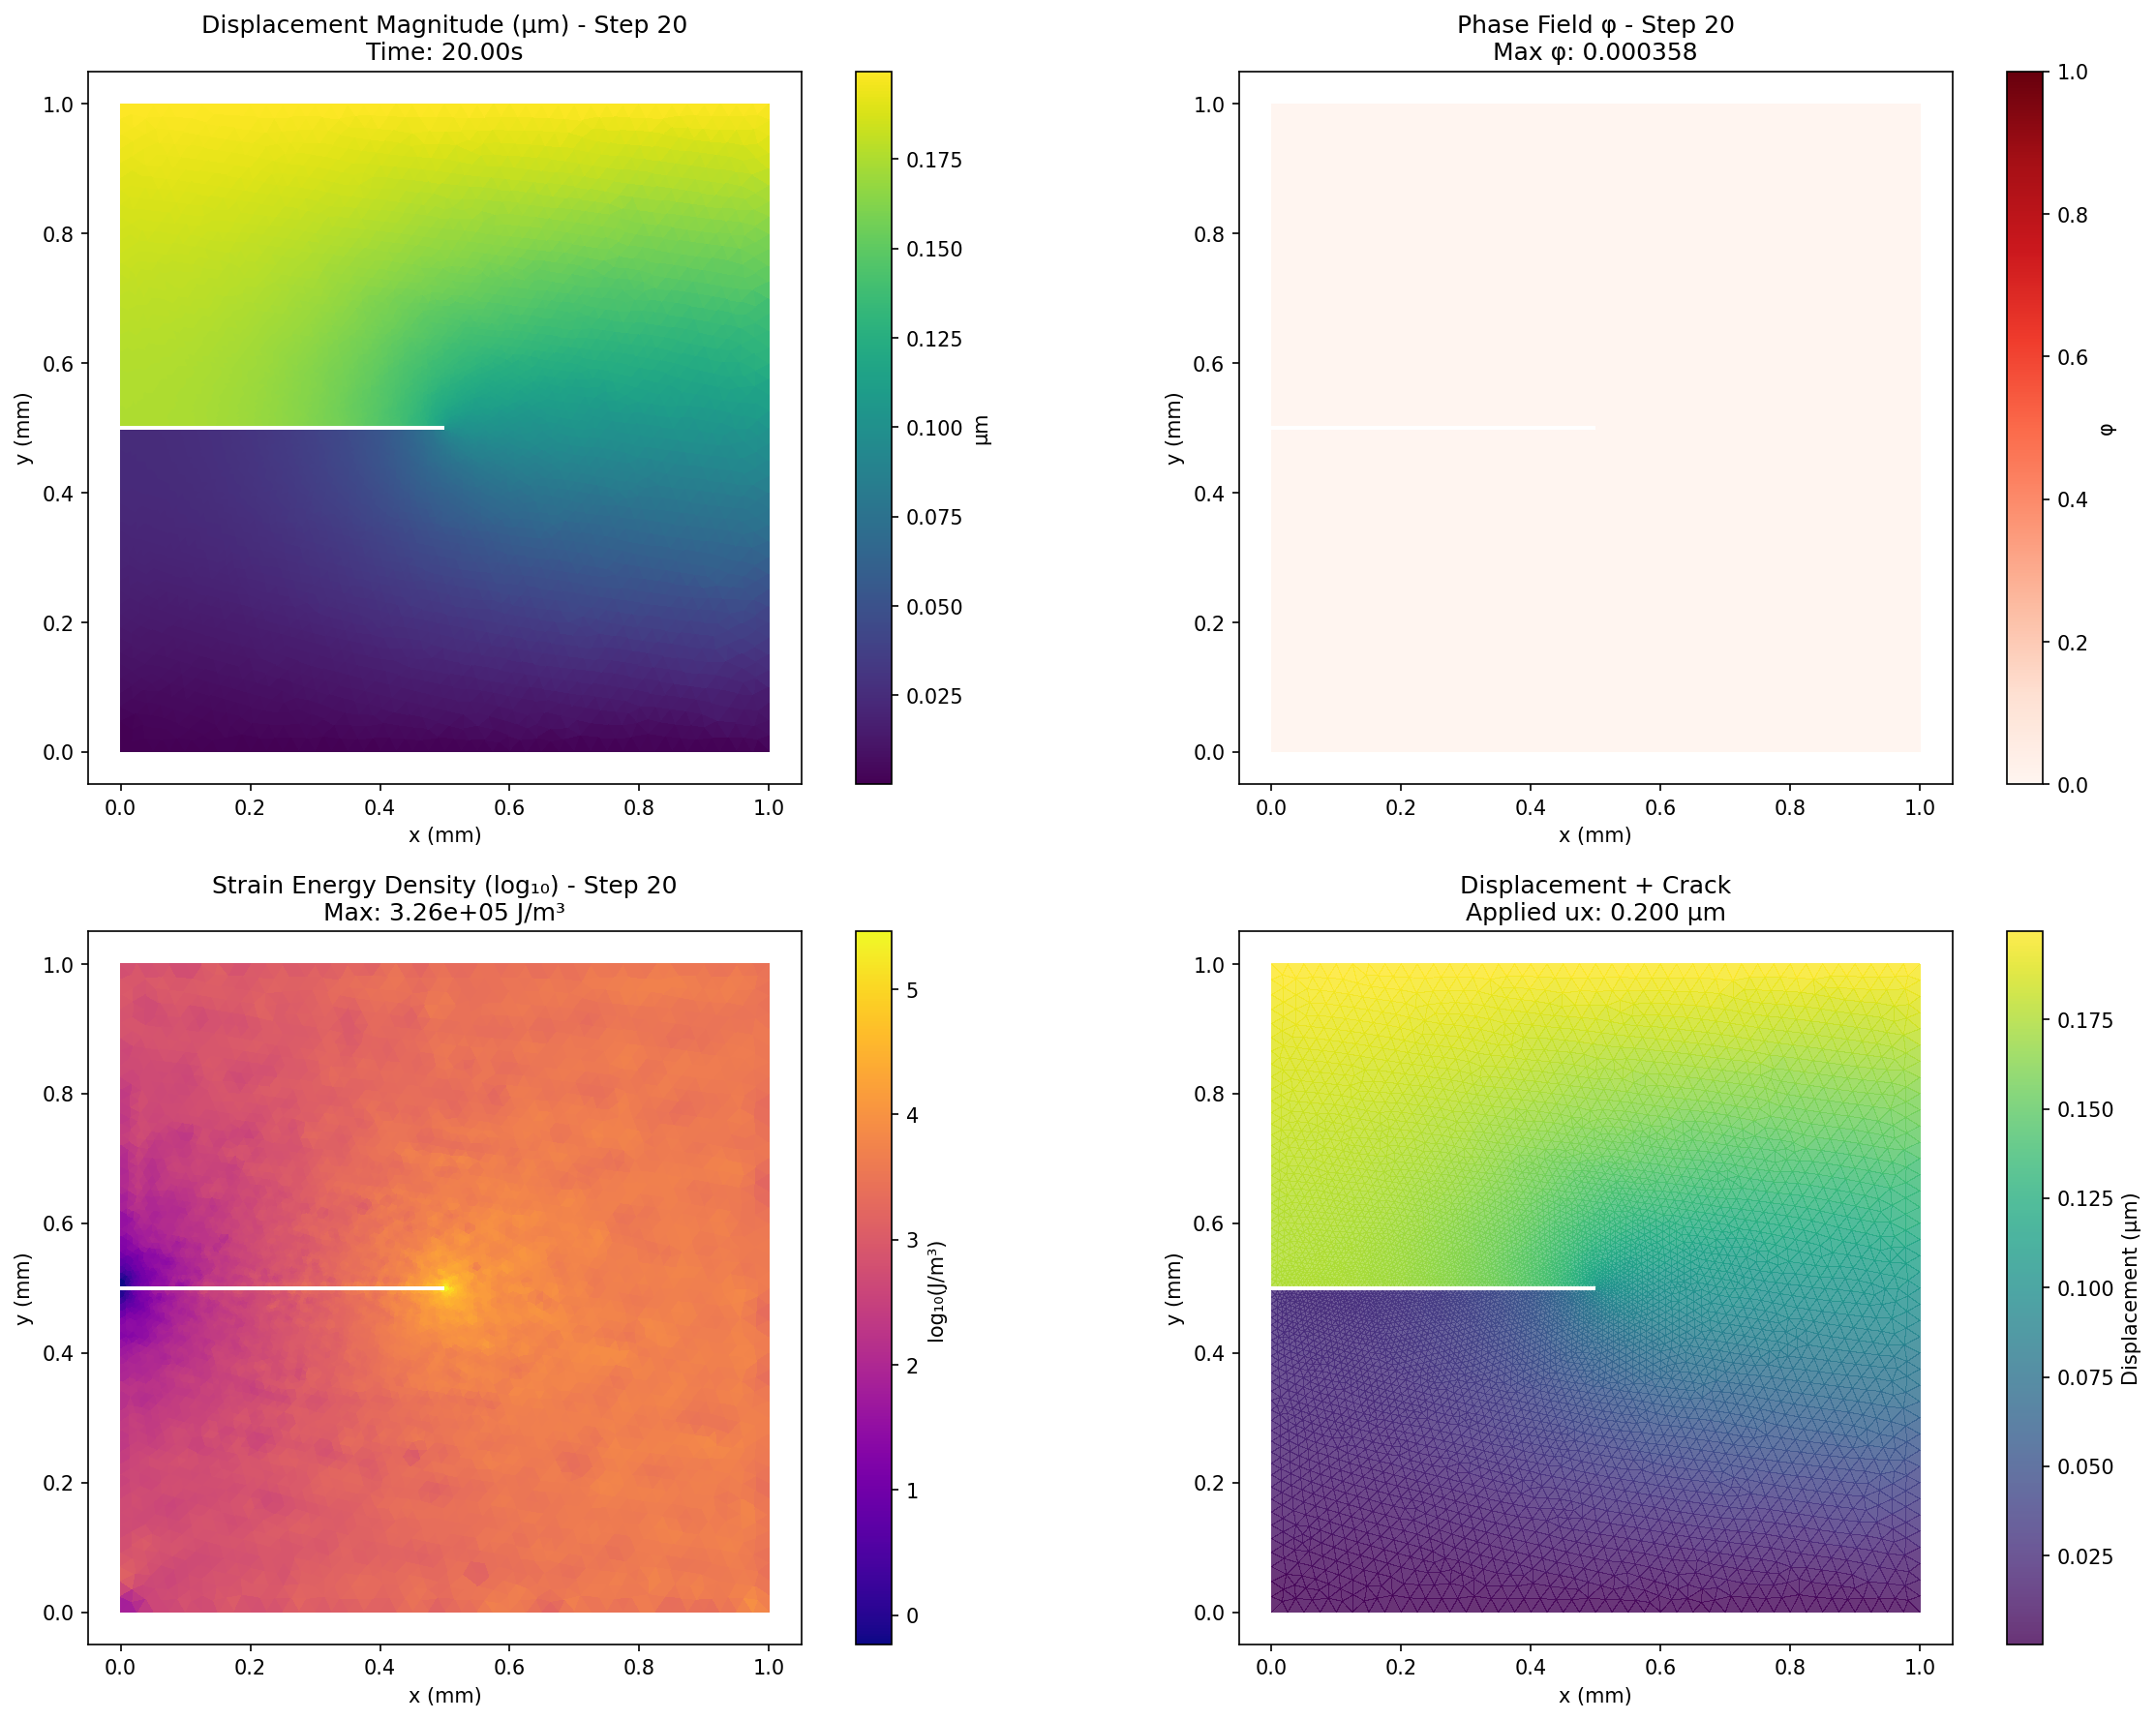 Displacement Magnitude (μm) - Step 20
Time: 20.00s
1.0
0.8
0.6
0.4
0.2
0.0
y (mm)
0.0 0.2 0.4 0.6 0.8 1.0
x (mm)
0.175
0.150
0.125
0.100
0.075
0.050
0.025
μm
Phase Field φ - Step 20
Max φ: 0.000358
1.0
0.8
0.6
0.4
0.2
0.0
y (mm)
0.0 0.2 0.4 0.6 0.8 1.0
x (mm)
1.0
0.8
0.6
0.4
0.2
0.0
φ
Strain Energy Density (log₁₀) - Step 20
Max: 3.26e+05 J/m³
1.0
0.8
0.6
0.4
0.2
0.0
y (mm)
0.0 0.2 0.4 0.6 0.8 1.0
x (mm)
5
4
3
2
1
0
log₁₀(J/m³)
Displacement + Crack
Applied ux: 0.200 μm
1.0
0.8
0.6
0.4
0.2
0.0
y (mm)
0.0 0.2 0.4 0.6 0.8 1.0
x (mm)
0.175
0.150
0.125
0.100
0.075
0.050
0.025
Displacement (μm)